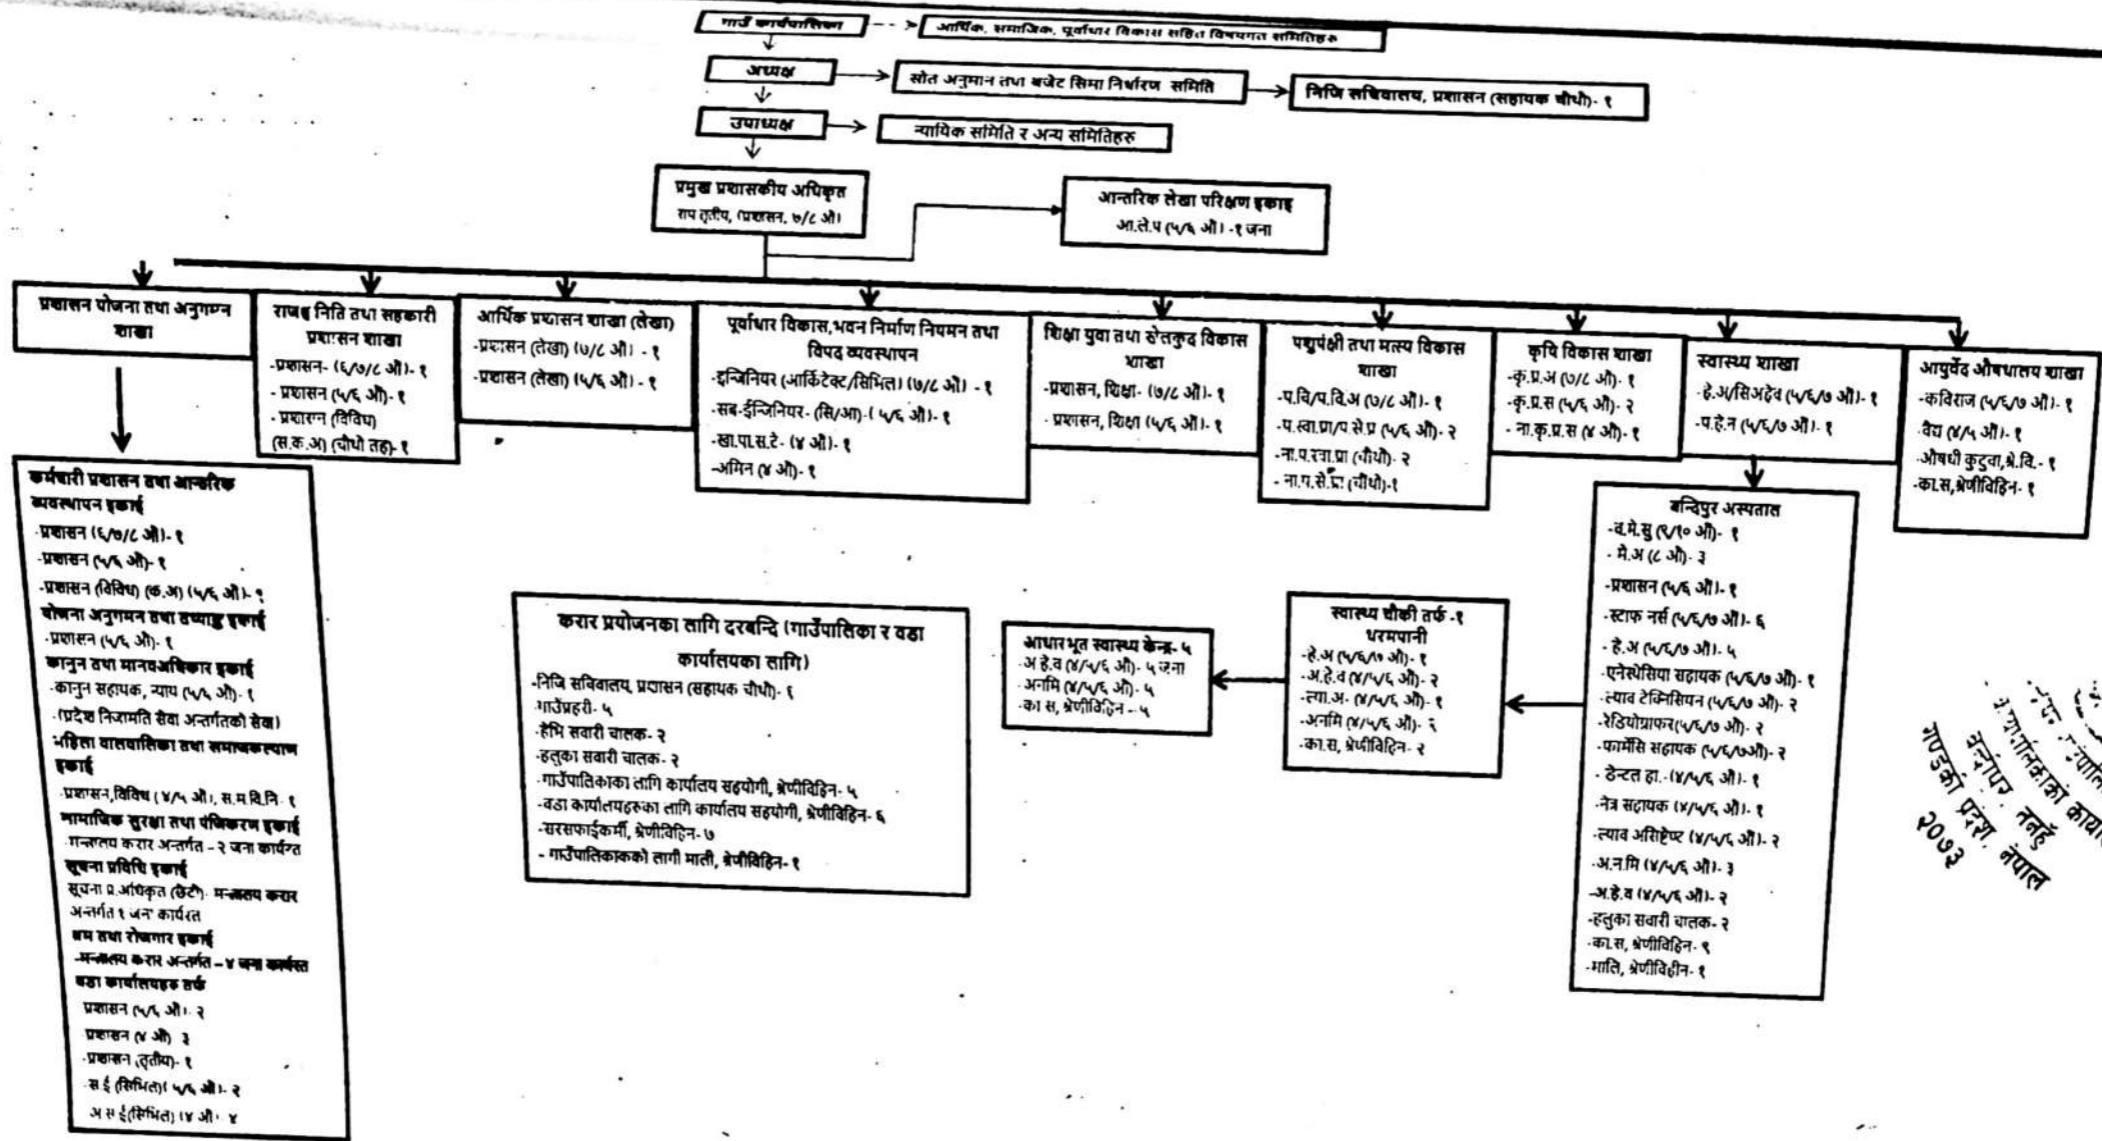 गाउँ कार्यपालिका
आर्थिक, समाजिक, पूर्वाधार विकास सहित विषयगत समितिहरु
अध्यक्ष
स्रोत अनुमान तथा बजेट सिमा निर्धारण समिति
निजि सचिवालय, प्रशासन (सहायक चौथो)- १
उपाध्यक्ष
न्यायिक समिति र अन्य समितिहरु
प्रमुख प्रशासकीय अधिकृत
राप तृतीय, (प्रशासन, ७/८ औ)
आन्तरिक लेखा परिक्षण इकाइ
आ.ले.प (५/६ औ) -१ जना
प्रशासन योजना तथा अनुगमन
शाखा
राजश्व निति तथा सहकारी
प्रशासन शाखा
-प्रशासन- (६/७/८ औ)- १
- प्रशासन (५/६ औ)- १
- प्रशासन (विविध)
(स.क.अ) (चौथो तह)- १
आर्थिक प्रशासन शाखा (लेखा)
-प्रशासन (लेखा) (७/८ औ) - १
-प्रशासन (लेखा) (५/६ औ) - १
पूर्वाधार विकास,भवन निर्माण नियमन तथा
विपद व्यवस्थापन
-इन्जिनियर (आर्किटेक्ट/सिभिल) (७/८ औ) - १
-सब-ईन्जिनियर- (सि/आ)-( ५/६ औ)- १
-खा.पा.स.टे- (४ औ)- १
-अमिन (४ औ)- १
शिक्षा युवा तथा खेलकुद विकास
शाखा
-प्रशासन, शिक्षा- (७/८ औ)- १
- प्रशासन, शिक्षा (५/६ औ)- १
पशुपंक्षी तथा मत्स्य विकास
शाखा
-प.वि/प.वि.अ (७/८ औ)- १
-प.स्वा.प्रा/प.से.प्र (५/६ औ)- २
-ना.प.स्वा.प्रा (चौथो)- २
- ना.प.से.प्रा (चौथो)-१
कृषि विकास शाखा
-कृ.प्र.अ (७/८ औ)- १
-कृ.प्र.स (५/६ औ)- २
- ना.कृ.प्र.स (४ औ)- १
स्वास्थ्य शाखा
-हे.अ/सिअहेव (५/६/७ औ)- १
-प.हे.न (५/६/७ औ)- १
आयुर्वेद औषधालय शाखा
-कविराज (५/६/७ औ)- १
-वैद्य (४/५ औ)- १
-औषधी कुटुवा,श्रे.वि.- १
-का.स,श्रेणीविहिन- १
कर्मचारी प्रशासन तथा आन्तरिक
व्यवस्थापन इकाई
-प्रशासन (६/७/८ औ)- १
-प्रशासन (५/६ औ)- १
-प्रशासन (विविध) (क.अ) (५/६ औ)- १
योजना अनुगमन तथा तथ्याङ्क इकाई
-प्रशासन (५/६ औ)- १
कानुन तथा मानवअधिकार इकाई
-कानुन सहायक, न्याय (५/६ औ)- १
-(प्रदेश निजामति सेवा अन्तर्गतको सेवा)
महिला वालवालिका तथा समाजकल्याण
इकाई
-प्रशासन,विविध (४/५ औ), स.म.वि.नि- १
सामाजिक सुरक्षा तथा पंजिकरण इकाई
मन्त्रालय करार अन्तर्गत – २ जना कार्यरत
सूचना प्रविधि इकाई
सूचना प्र.अधिकृत (छैटौ)- मन्त्रालय करार
अन्तर्गत १ जना कार्यरत
श्रम तथा रोजगार इकाई
-मन्त्रालय करार अन्तर्गत – ४ जना कार्यरत
वडा कार्यालयहरु तर्फ
प्रशासन (५/६ औ)- २
प्रशासन (४ औ) ३
-प्रशासन (तृतीय)- १
स.ई (सिभिल)( ५/६ औ)- २
अ स ई(सिभिल) (४ औ)- ४
करार प्रयोजनका लागि दरबन्दि (गाउँपालिका र वडा
कार्यालयका लागि)
-निजि सचिवालय, प्रशासन (सहायक चौथो)- ६
-गाउँप्रहरी- ५
-हेभि सवारी चालक- २
-हलुका सवारी चालक- २
-गाउँपालिकाका लागि कार्यालय सहयोगी, श्रेणीविहिन- ५
-वडा कार्यालयहरुका लागि कार्यालय सहयोगी, श्रेणीविहिन- ६
-सरसफाईकर्मी, श्रेणीविहिन- ७
- गाउँपालिकाकको लागी माली, श्रेणीविहिन- १
आधारभूत स्वास्थ्य केन्द्र- ५
-अ.हे.व (४/५/६ औ)- ५ जना
-अनमि (४/५/६ औ)- ५
-का स, श्रेणीविहिन -- ५
स्वास्थ्य चौकी तर्फ -१
धरमपानी
-हे.अ (५/६/७ औ)- १
-अ.हे.व (४/५/६ औ)- २
-ल्या.अ- (४/५/६ औ)- १
-अनमि (४/५/६ औ)- २
-का.स, श्रेणीविहिन- २
बन्दिपुर अस्पताल
-व.मे.सु (९/१० औ)- १
- मे.अ (८ औ)- ३
-प्रशासन (५/६ औ)- १
-स्टाफ नर्स (५/६/७ औ)- ६
- हे.अ (५/६/७ औ)- ५
-एनेस्थेसिया सहायक (५/६/७ औ)- १
-ल्याव टेक्निसियन (५/६/७ औ)- २
-रेडियोग्राफर(५/६/७ औ)- २
-फार्मेसि सहायक (५/६/७औ)- २
- डेन्टल हा.-(४/५/६ औ)- १
-नेत्र सहायक (४/५/६ औ)- १
-ल्याव असिष्टेण्ट (४/५/६ औ)- २
-अ.न.मि (४/५/६ औ)- ३
-अ.हे.व (४/५/६ औ)- २
-हलुका सवारी चालक- २
-का.स, श्रेणीविहिन- ९
-मालि, श्रेणीविहीन- १
बन्दीपुर, तनहुँ
गण्डकी प्रदेश, नेपाल
२०७३